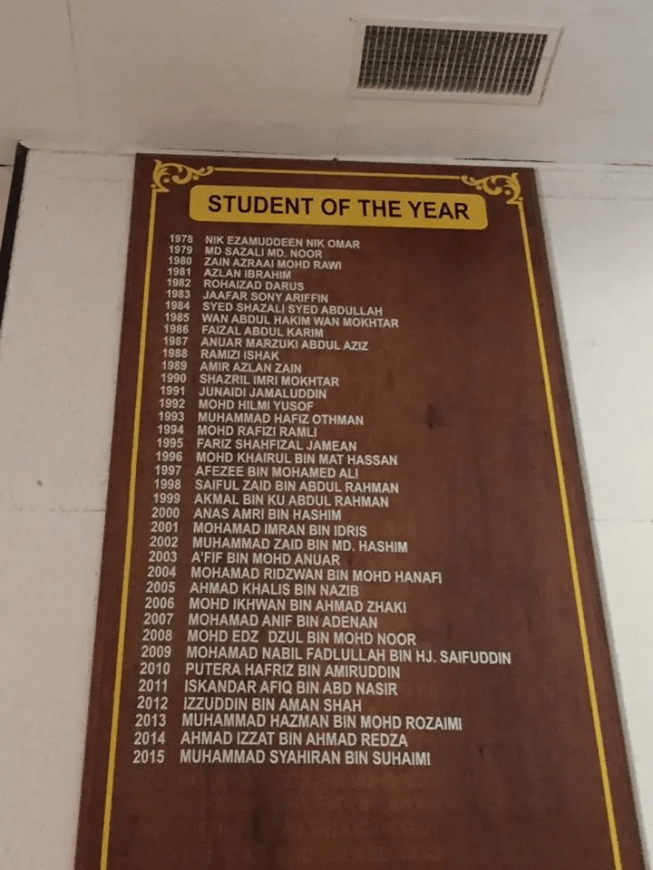 STUDENT OF THE YEAR
1978 NIK EZAMUDDEEN NIK OMAR
1979 MD SAZALI MD. NOOR
1980 ZAIN AZRAAI MOHD RAWI
1981 AZLAN IBRAHIM
1982 ROHAIZAD DARUS
1983 JAAFAR SONY ARIFFIN
1984 SYED SHAZALI SYED ABDULLAH
1985 WAN ABDUL HAKIM WAN MOKHTAR
1986 FAIZAL ABDUL KARIM
1987 ANUAR MARZUKI ABDUL AZIZ
1988 RAMIZI ISHAK
1989 AMIR AZLAN ZAIN
1990 SHAZRIL IMRI MOKHTAR
1991 JUNAIDI JAMALUDDIN
1992 MOHD HILMI YUSOF
1993 MUHAMMAD HAFIZ OTHMAN
1994 MOHD RAFIZI RAMLI
1995 FARIZ SHAHFIZAL JAMEAN
1996 MOHD KHAIRUL BIN MAT HASSAN
1997 AFEZEE BIN MOHAMED ALI
1998 SAIFUL ZAID BIN ABDUL RAHMAN
1999 AKMAL BIN KU ABDUL RAHMAN
2000 ANAS AMRI BIN HASHIM
2001 MOHAMAD IMRAN BIN IDRIS
2002 MUHAMMAD ZAID BIN MD. HASHIM
2003 A'FIF BIN MOHD ANUAR
2004 MOHAMAD RIDZWAN BIN MOHD HANAFI
2005 AHMAD KHALIS BIN NAZIB
2006 MOHD IKHWAN BIN AHMAD ZHAKI
2007 MOHAMAD ANIF BIN ADENAN
2008 MOHD EDZ DZUL BIN MOHD NOOR
2009 MOHAMAD NABIL FADLULLAH BIN HJ. SAIFUDDIN
2010 PUTERA HAFRIZ BIN AMIRUDDIN
2011 ISKANDAR AFIQ BIN ABD NASIR
2012 IZZUDDIN BIN AMAN SHAH
2013 MUHAMMAD HAZMAN BIN MOHD ROZAIMI
2014 AHMAD IZZAT BIN AHMAD REDZA
2015 MUHAMMAD SYAHIRAN BIN SUHAIMI